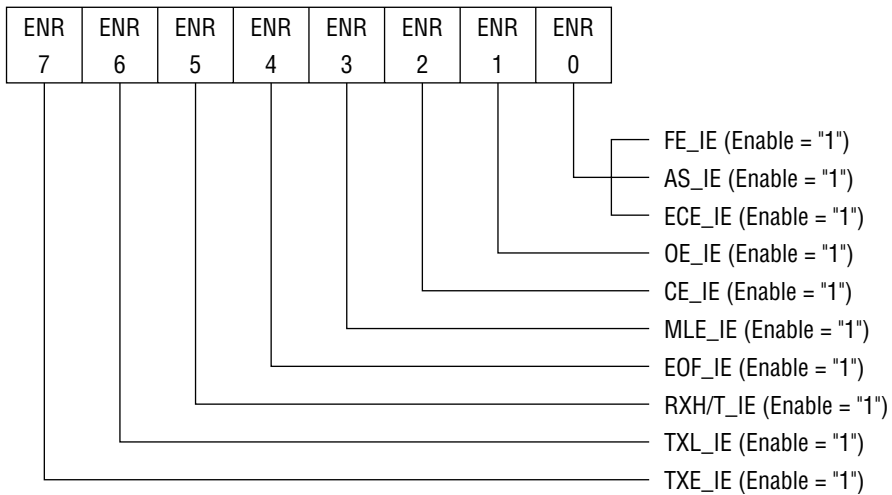 ENR ENR ENR ENR ENR ENR ENR ENR
7 6 5 4 3 2 1 0
FE_IE (Enable = "1")
AS_IE (Enable = "1")
ECE_IE (Enable = "1")
OE_IE (Enable = "1")
CE_IE (Enable = "1")
MLE_IE (Enable = "1")
EOF_IE (Enable = "1")
RXH/T_IE (Enable = "1")
TXL_IE (Enable = "1")
TXE_IE (Enable = "1")